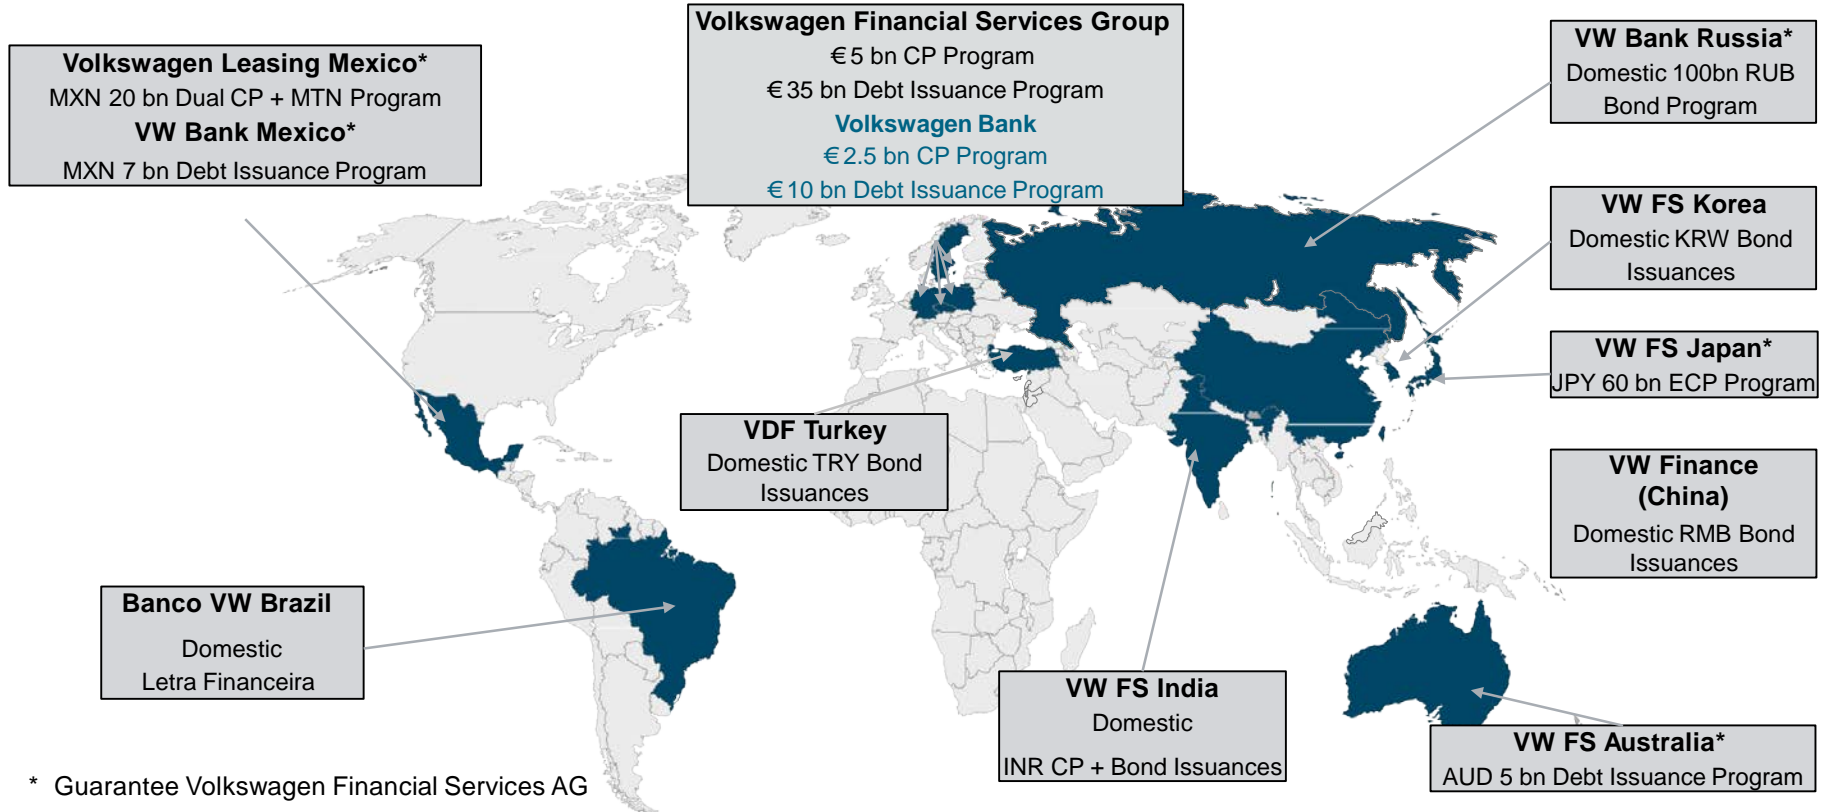 Volkswagen Financial Services Group
€ 5 bn CP Program
€ 35 bn Debt Issuance Program
Volkswagen Bank
€ 2.5 bn CP Program
€ 10 bn Debt Issuance Program
Volkswagen Leasing Mexico*
MXN 20 bn Dual CP + MTN Program
VW Bank Mexico*
MXN 7 bn Debt Issuance Program
VW Bank Russia*
Domestic 100bn RUB
Bond Program
VW FS Korea
Domestic KRW Bond
Issuances
VW FS Japan*
JPY 60 bn ECP Program
VDF Turkey
Domestic TRY Bond
Issuances
VW Finance
(China)
Domestic RMB Bond
Issuances
Banco VW Brazil
Domestic
Letra Financeira
VW FS India
Domestic
INR CP + Bond Issuances
VW FS Australia*
AUD 5 bn Debt Issuance Program
* Guarantee Volkswagen Financial Services AG